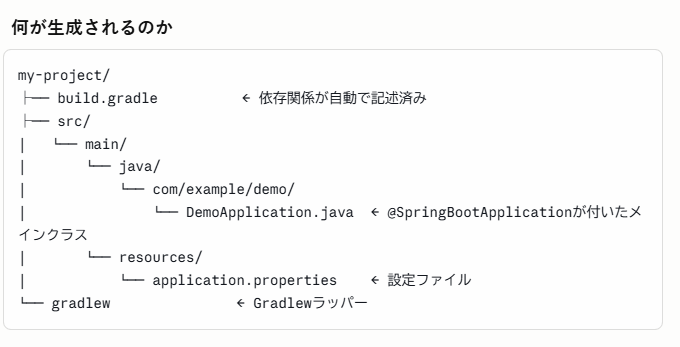 何が生成されるのか
my-project/
├── build.gradle          ← 依存関係が自動で記述済み
├── src/
│   └── main/
│       └── java/
│           └── com/example/demo/
│               └── DemoApplication.java  ← @SpringBootApplicationが付いたメ
インクラス
│       └── resources/
│           └── application.properties    ← 設定ファイル
└── gradlew               ← Gradlewラッパー